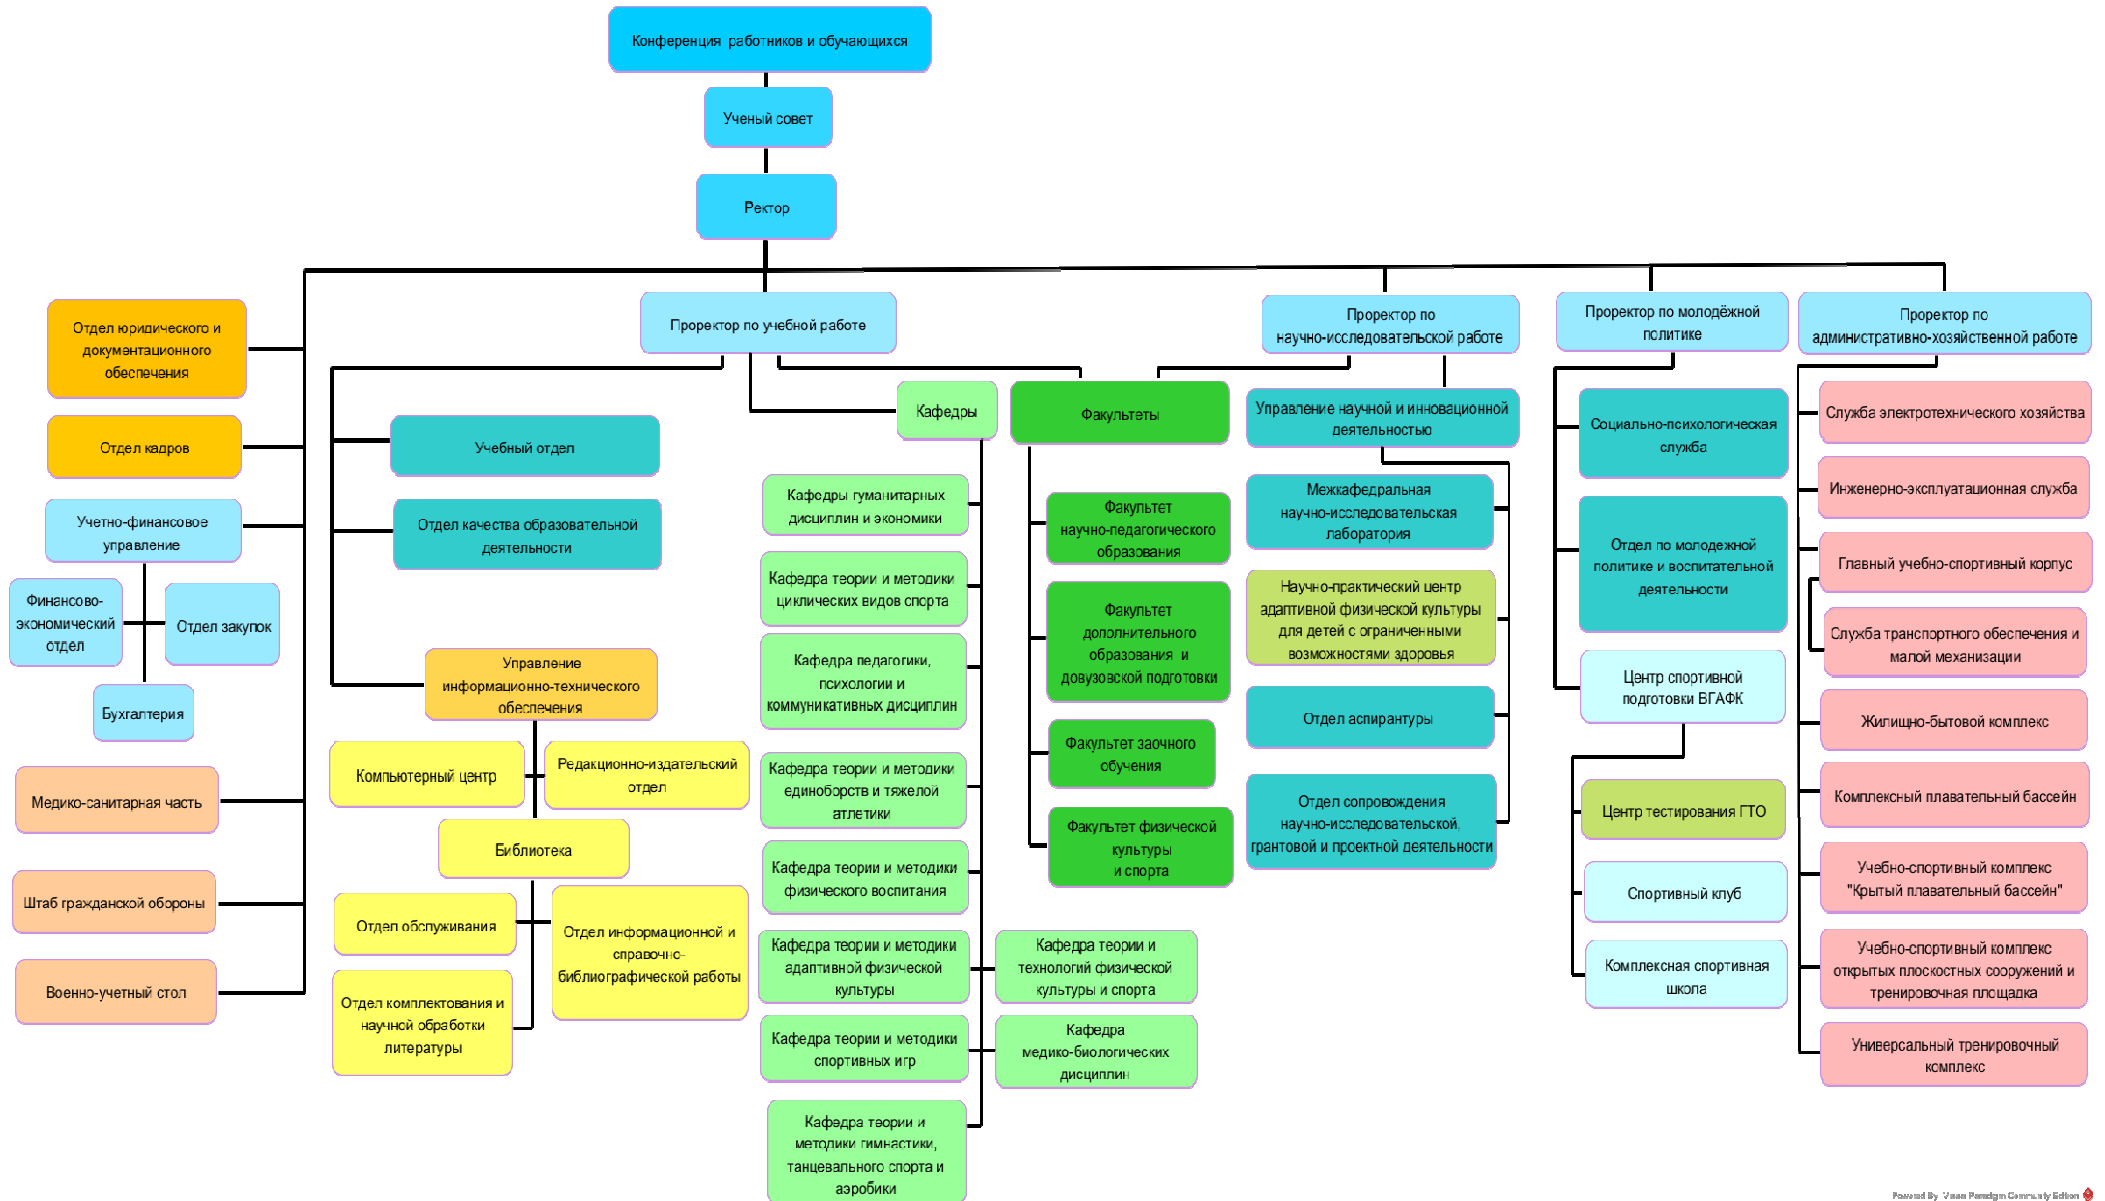 Конференция работников и обучающихся
Ученый совет
Ректор
Отдел юридического и
документационного
обеспечения
Отдел кадров
Учетно-финансовое
управление
Финансово-
экономический
отдел
Отдел закупок
Бухгалтерия
Медико-санитарная часть
Штаб гражданской обороны
Военно-учетный стол
Проректор по учебной работе
Учебный отдел
Отдел качества образовательной
деятельности
Управление
информационно-технического
обеспечения
Компьютерный центр
Редакционно-издательский
отдел
Библиотека
Отдел обслуживания
Отдел информационной и
справочно-
библиографической работы
Отдел комплектования и
научной обработки
литературы
Кафедры
Кафедры гуманитарных
дисциплин и экономики
Кафедра теории и методики
циклических видов спорта
Кафедра педагогики,
психологии и
коммуникативных дисциплин
Кафедра теории и методики
единоборств и тяжелой
атлетики
Кафедра теории и методики
физического воспитания
Кафедра теории и методики
адаптивной физической
культуры
Кафедра теории и
технологий физической
культуры и спорта
Кафедра теории и методики
спортивных игр
Кафедра
медико-биологических
дисциплин
Кафедра теории и
методики гимнастики,
танцевального спорта и
аэробики
Факультеты
Факультет
научно-педагогического
образования
Факультет
дополнительного
образования и
довузовской подготовки
Факультет заочного
обучения
Факультет физической
культуры
и спорта
Проректор по
научно-исследовательской работе
Управление научной и инновационной
деятельностью
Межкафедральная
научно-исследовательская
лаборатория
Научно-практический центр
адаптивной физической культуры
для детей с ограниченными
возможностями здоровья
Отдел аспирантуры
Отдел сопровождения
научно-исследовательской,
грантовой и проектной деятельности
Проректор по молодёжной
политике
Социально-психологическая
служба
Отдел по молодежной
политике и воспитательной
деятельности
Центр спортивной
подготовки ВГАФК
Центр тестирования ГТО
Спортивный клуб
Комплексная спортивная
школа
Проректор по
административно-хозяйственной работе
Служба электротехнического хозяйства
Инженерно-эксплуатационная служба
Главный учебно-спортивный корпус
Служба транспортного обеспечения и
малой механизации
Жилищно-бытовой комплекс
Комплексный плавательный бассейн
Учебно-спортивный комплекс
"Крытый плавательный бассейн"
Учебно-спортивный комплекс
открытых плоскостных сооружений и
тренировочная площадка
Универсальный тренировочный
комплекс
Powered By Visual Paradigm Community Edition